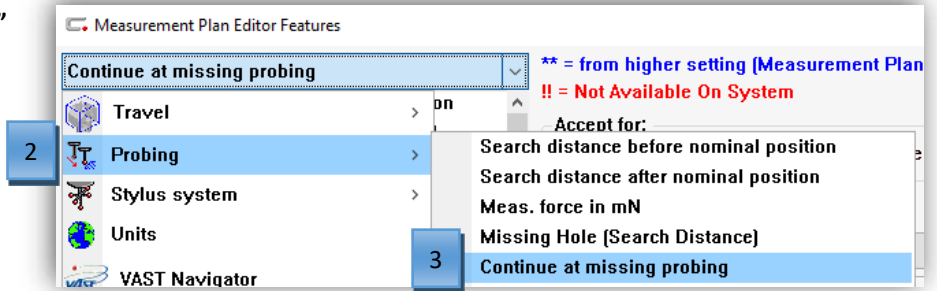 ”
Measurement Plan Editor Features
Continue at missing probing
** = from higher setting (Measurement Plan
!! = Not Available On System
on
Accept for:
Travel
2
Probing
Search distance before nominal position
e
Search distance after nominal position
Stylus system
Meas. force in mN
Units
Missing Hole (Search Distance)
3
Continue at missing probing
VAST Navigator